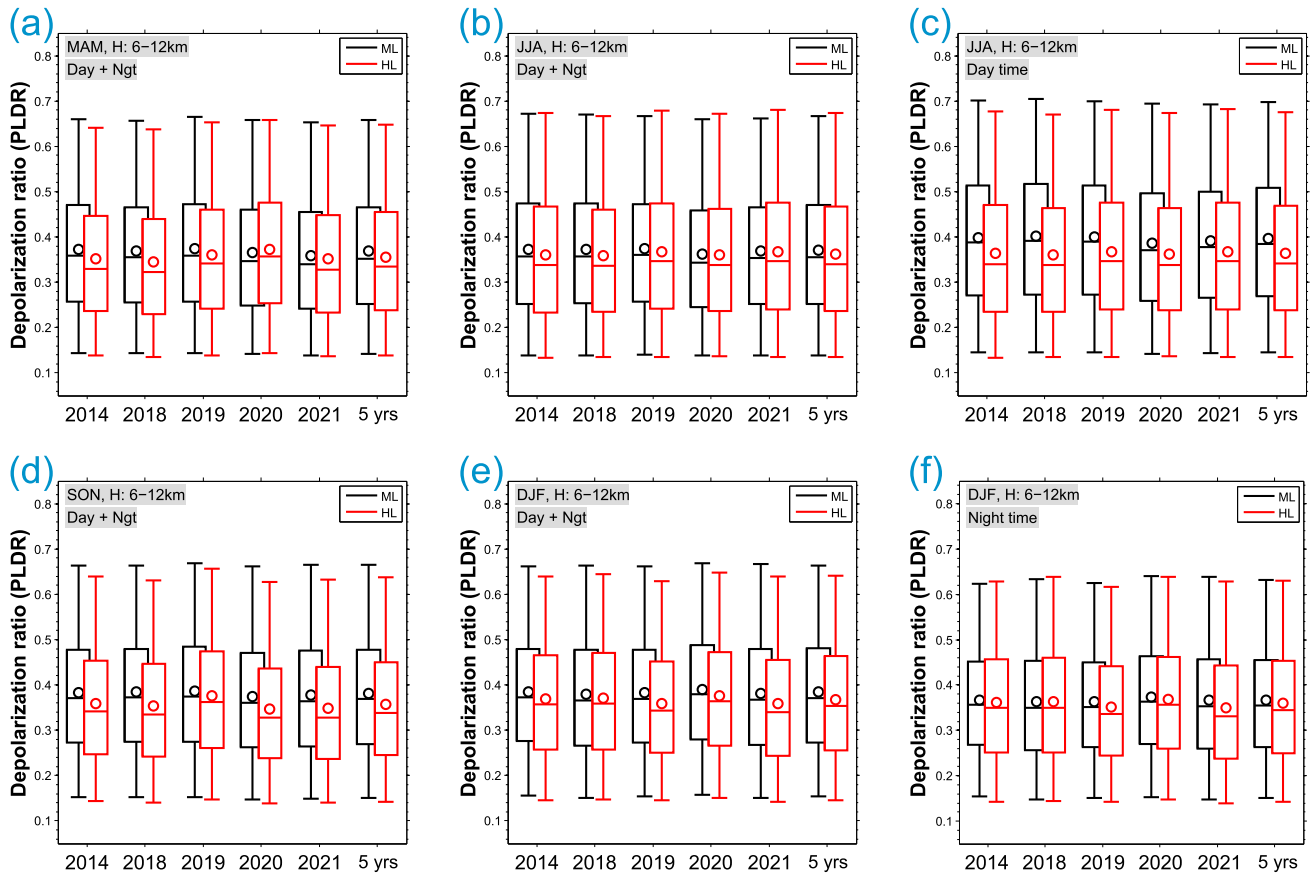 (a)
MAM, H: 6−12km
Day + Ngt
ML
HL
Depolarization ratio (PLDR)
0.8
0.7
0.6
0.5
0.4
0.3
0.2
0.1
2014 2018 2019 2020 2021 5 yrs
(b)
JJA, H: 6−12km
Day + Ngt
ML
HL
Depolarization ratio (PLDR)
0.8
0.7
0.6
0.5
0.4
0.3
0.2
0.1
2014 2018 2019 2020 2021 5 yrs
(c)
JJA, H: 6−12km
Day time
ML
HL
Depolarization ratio (PLDR)
0.8
0.7
0.6
0.5
0.4
0.3
0.2
0.1
2014 2018 2019 2020 2021 5 yrs
(d)
SON, H: 6−12km
Day + Ngt
ML
HL
Depolarization ratio (PLDR)
0.8
0.7
0.6
0.5
0.4
0.3
0.2
0.1
2014 2018 2019 2020 2021 5 yrs
(e)
DJF, H: 6−12km
Day + Ngt
ML
HL
Depolarization ratio (PLDR)
0.8
0.7
0.6
0.5
0.4
0.3
0.2
0.1
2014 2018 2019 2020 2021 5 yrs
(f)
DJF, H: 6−12km
Night time
ML
HL
Depolarization ratio (PLDR)
0.8
0.7
0.6
0.5
0.4
0.3
0.2
0.1
2014 2018 2019 2020 2021 5 yrs